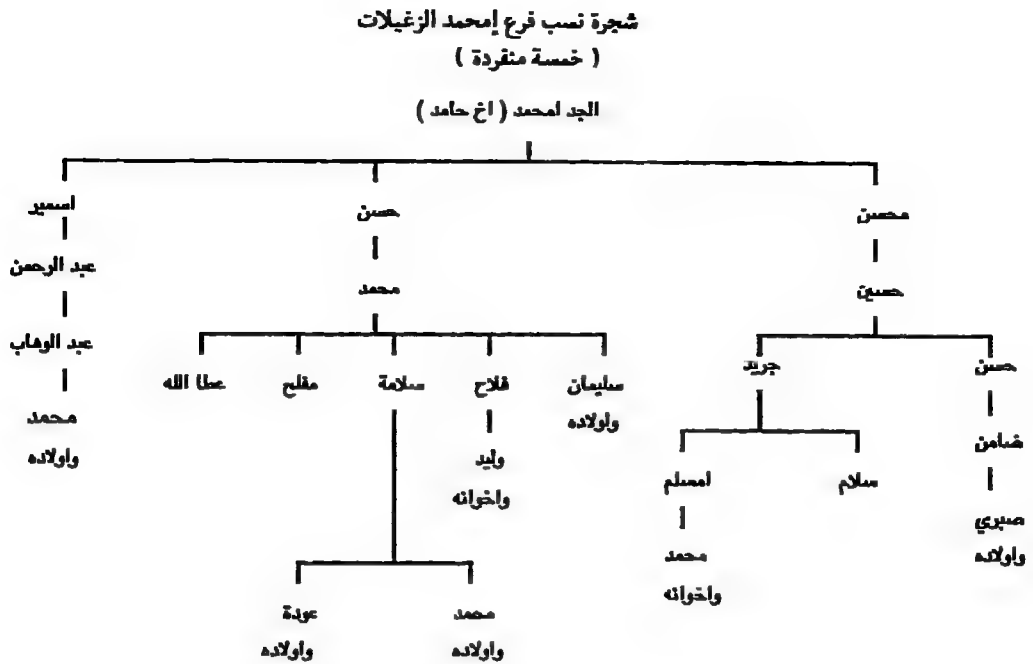 شجرة نسب فرع إمحمد الزغيلات
( خمسة منفردة )
الجد امحمد ( اخ حامد )
محسن
حسن
اسمير
حسين
محمد
عبد الرحمن
حسن
جريد
سليمان
واولاده
فلاح
سلامة
مفلح
عطا الله
عبد الوهاب
ضامن
سلام
امسلم
وليد
واخوانه
محمد
واولاده
صبري
واولاده
محمد
واخوانه
محمد
واولاده
عودة
واولاده